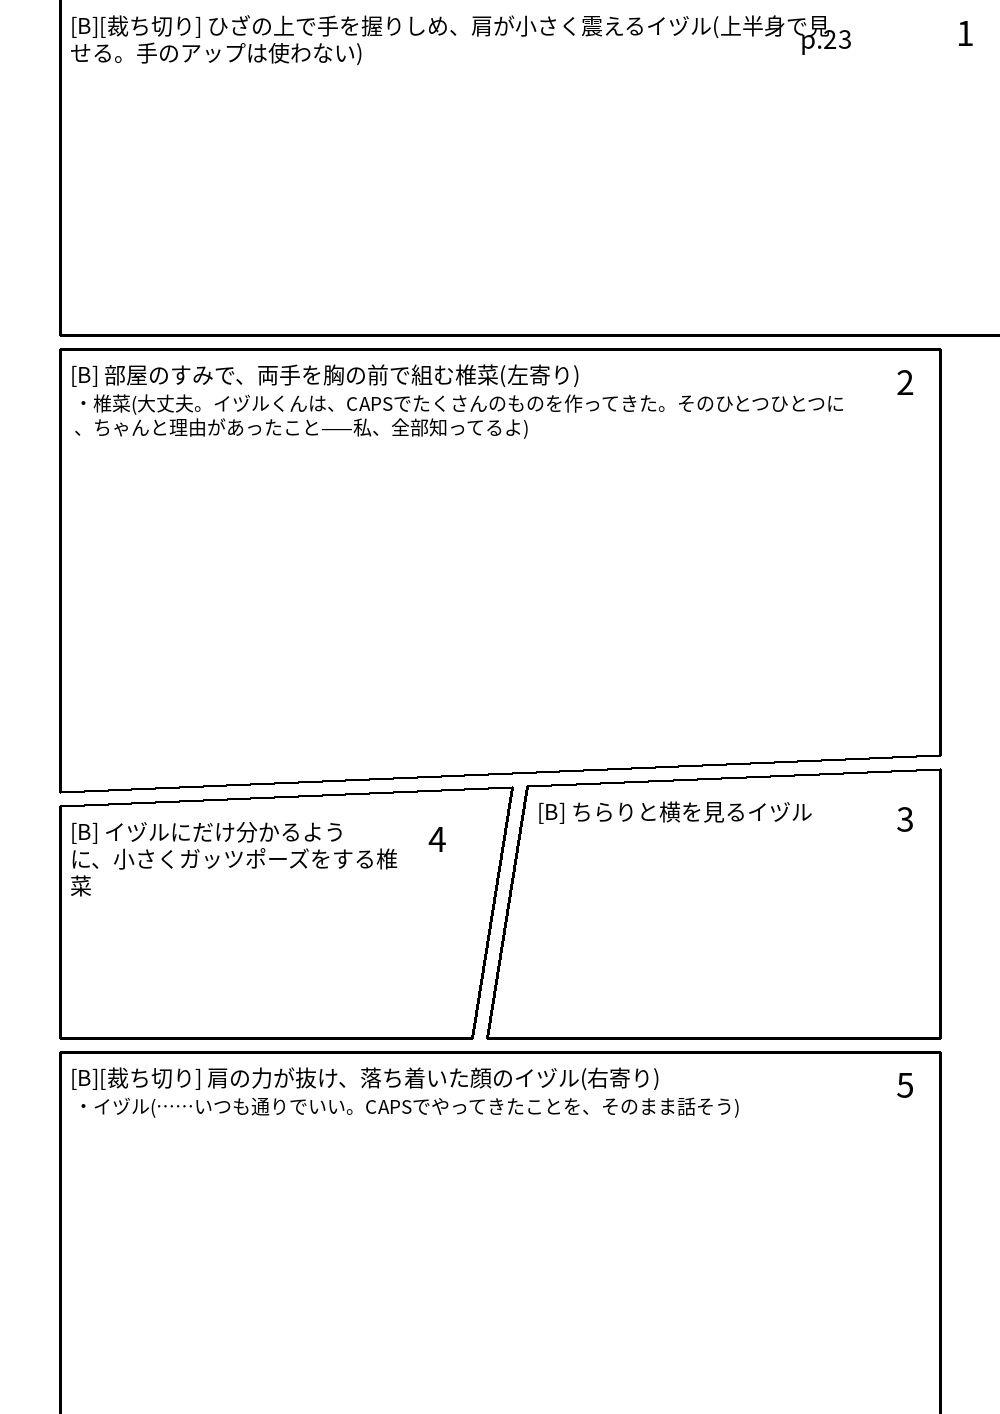 [B][裁ち切り] ひざの上で手を握りしめ、肩が小さく震えるイヅル(上半身で見
せる。手のアップは使わない)
p.23
1
[B] 部屋のすみで、両手を胸の前で組む椎菜(左寄り)
2
・椎菜(大丈夫。イヅルくんは、CAPSでたくさんのものを作ってきた。そのひとつひとつに
、ちゃんと理由があったこと──私、全部知ってるよ)
[B] ちらりと横を見るイヅル
3
[B] イヅルにだけ分かるよう
に、小さくガッツポーズをする椎
菜
4
[B][裁ち切り] 肩の力が抜け、落ち着いた顔のイヅル(右寄り)
5
・イヅル(……いつも通りでいい。CAPSでやってきたことを、そのまま話そう)